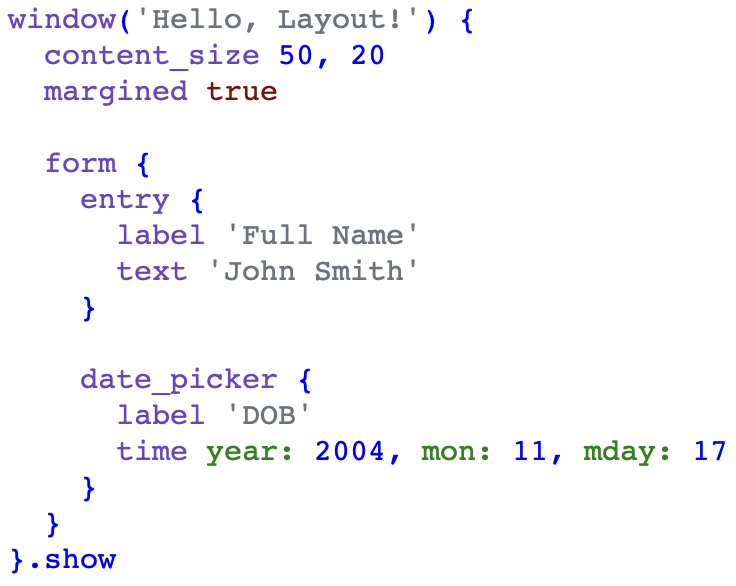 window('Hello, Layout!') {
  content_size 50, 20
  margined true

  form {
    entry {
      label 'Full Name'
      text 'John Smith'
    }

    date_picker {
      label 'DOB'
      time year: 2004, mon: 11, mday: 17
    }
  }
}.show